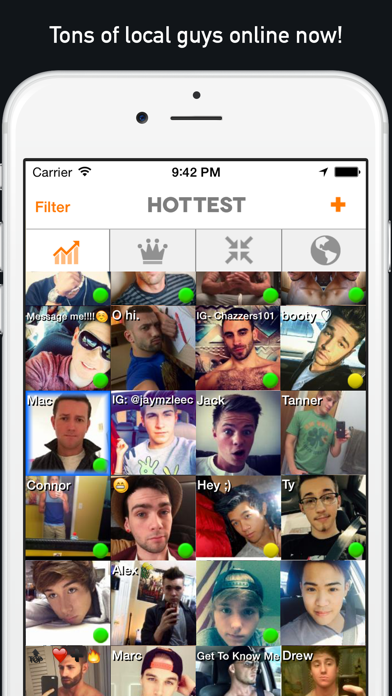 Tons of local guys online now!
Carrier 9:42 PM
Filter HOTTEST +
Message me!!!!☺️ O hi. IG- Chazzers101 booty ♡
Mac IG: @jaymzleec Jack Tanner
Connor 😁 Hey ;) Ty
Alex
❤️🔥 Marc Get To Know Me Drew